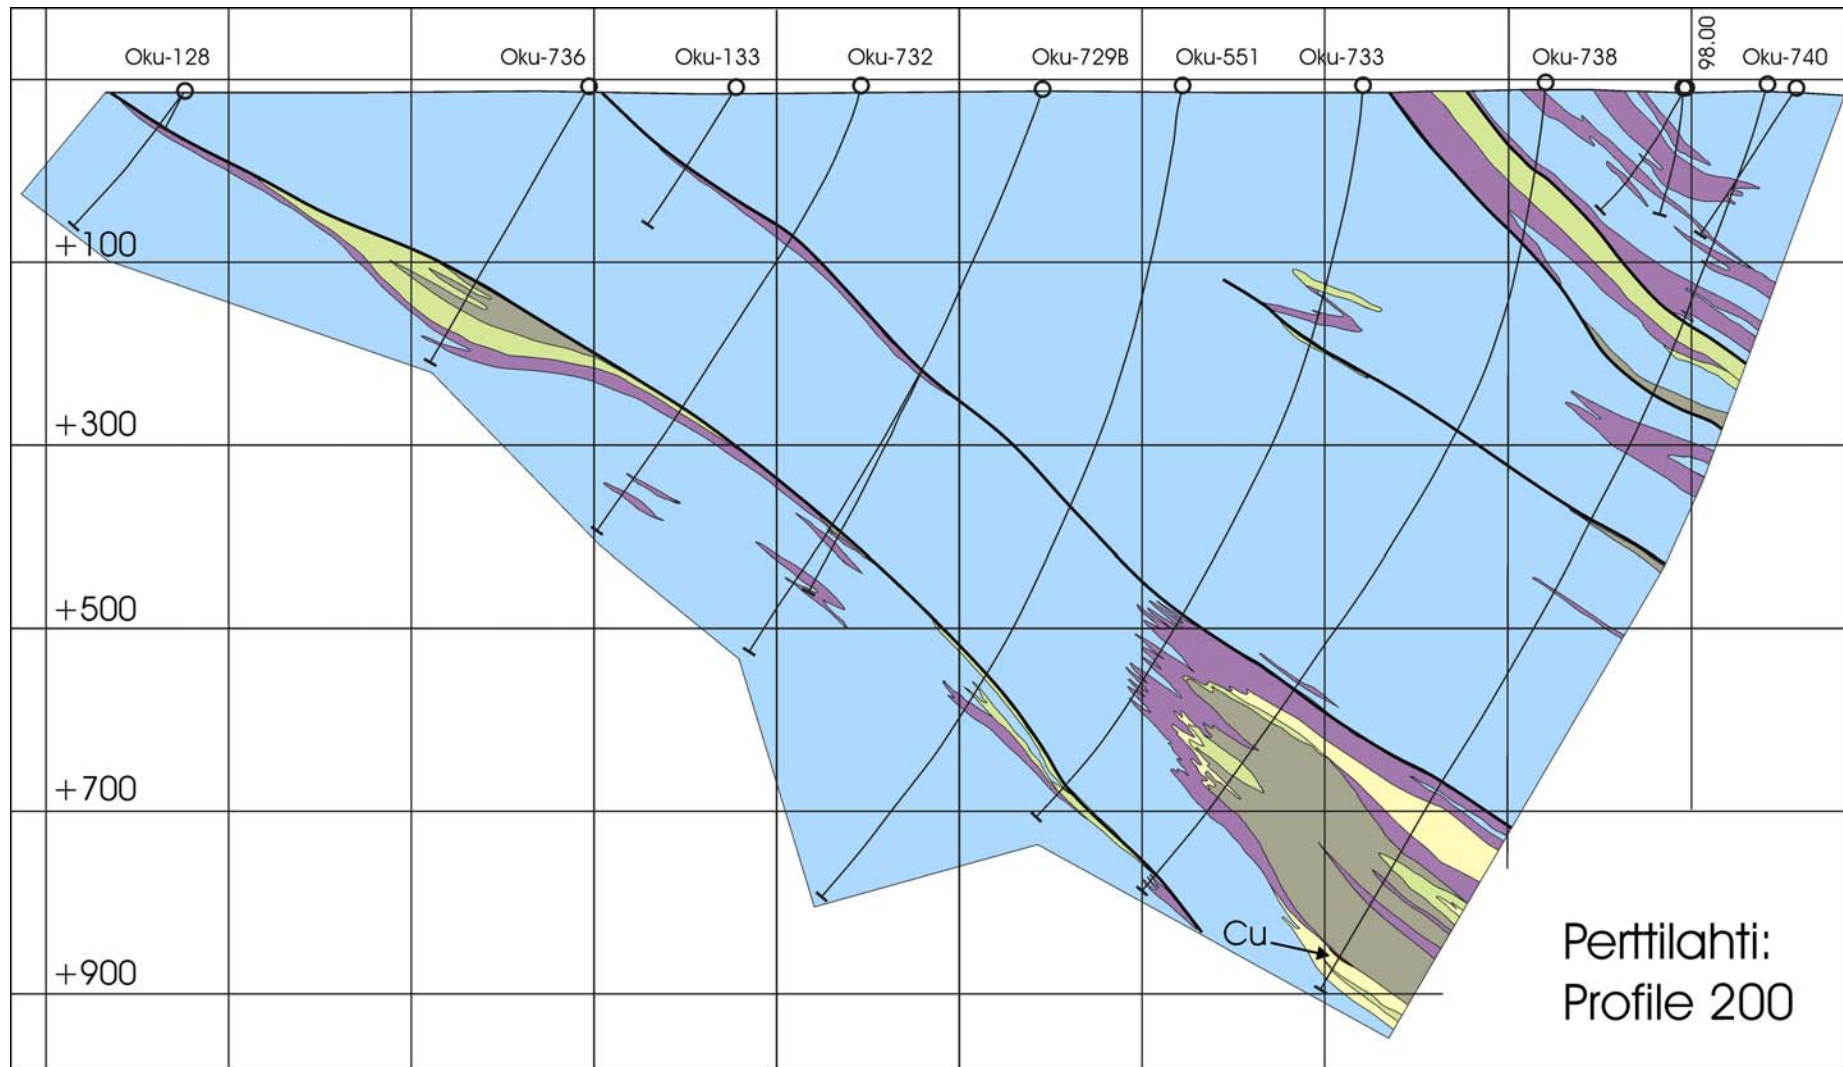 Oku-128
Oku-736
Oku-133
Oku-732
Oku-729B
Oku-551
Oku-733
Oku-738
98.00
Oku-740
+100
+300
+500
+700
+900
Cu
Perttilahti:
Profile 200